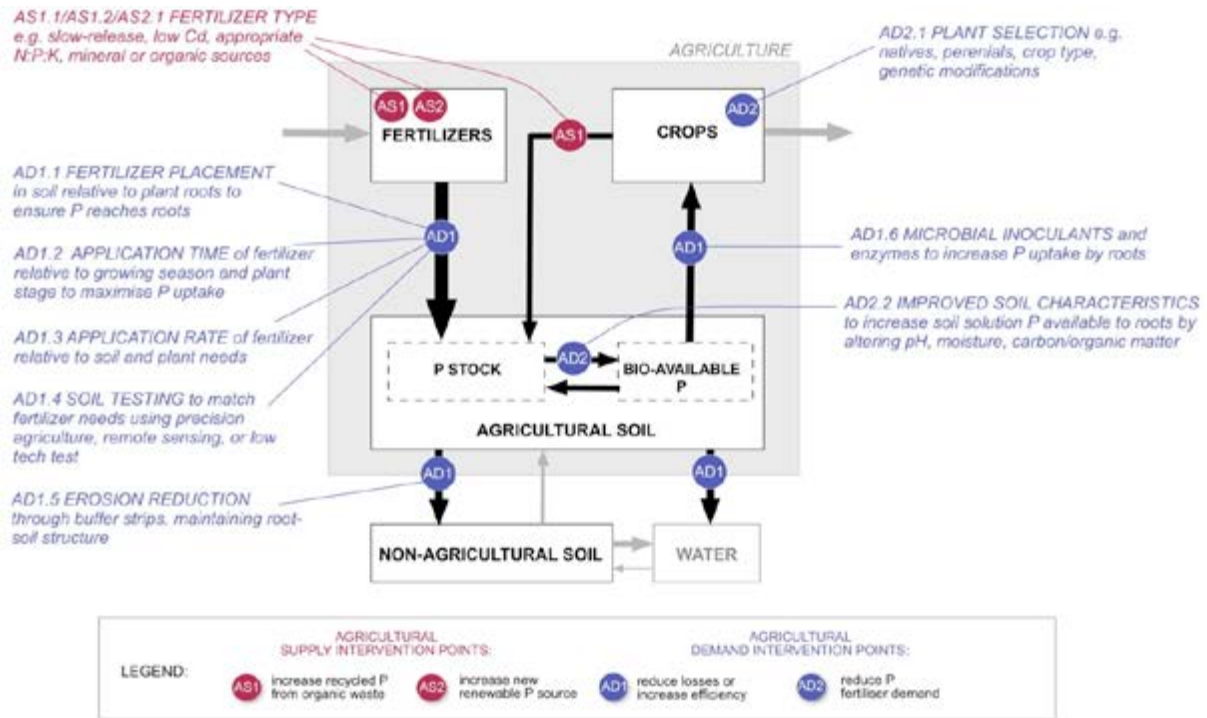 AS1.1/AS1.2/AS2.1 FERTILIZER TYPE
e.g. slow-release, low Cd, appropriate
N:P:K, mineral or organic sources
AGRICULTURE
AD2.1 PLANT SELECTION e.g.
natives, perenials, crop type,
genetic modifications
AS1
AS2
FERTILIZERS
AS1
AD2
CROPS
AD1.1 FERTILIZER PLACEMENT
in soil relative to plant roots to
ensure P reaches roots
AD1
AD1
AD1.2 APPLICATION TIME of fertilizer
relative to growing season and plant
stage to maximise P uptake
AD1.6 MICROBIAL INOCULANTS and
enzymes to increase P uptake by roots
AD2.2 IMPROVED SOIL CHARACTERISTICS
to increase soil solution P available to roots by
altering pH, moisture, carbon/organic matter
AD1.3 APPLICATION RATE of fertilizer
relative to soil and plant needs
P STOCK
AD2
BIO-AVAILABLE
P
AD1.4 SOIL TESTING to match
fertilizer needs using precision
agriculture, remote sensing, or low
tech test
AGRICULTURAL SOIL
AD1
AD1
AD1.5 EROSION REDUCTION
through buffer strips, maintaining root-
soil structure
NON-AGRICULTURAL SOIL
WATER
LEGEND:
AGRICULTURAL
SUPPLY INTERVENTION POINTS:
AS1
increase recycled P
from organic waste
AS2
increase new
renewable P source
AGRICULTURAL
DEMAND INTERVENTION POINTS:
AD1
reduce losses or
increase efficiency
AD2
reduce P
fertiliser demand